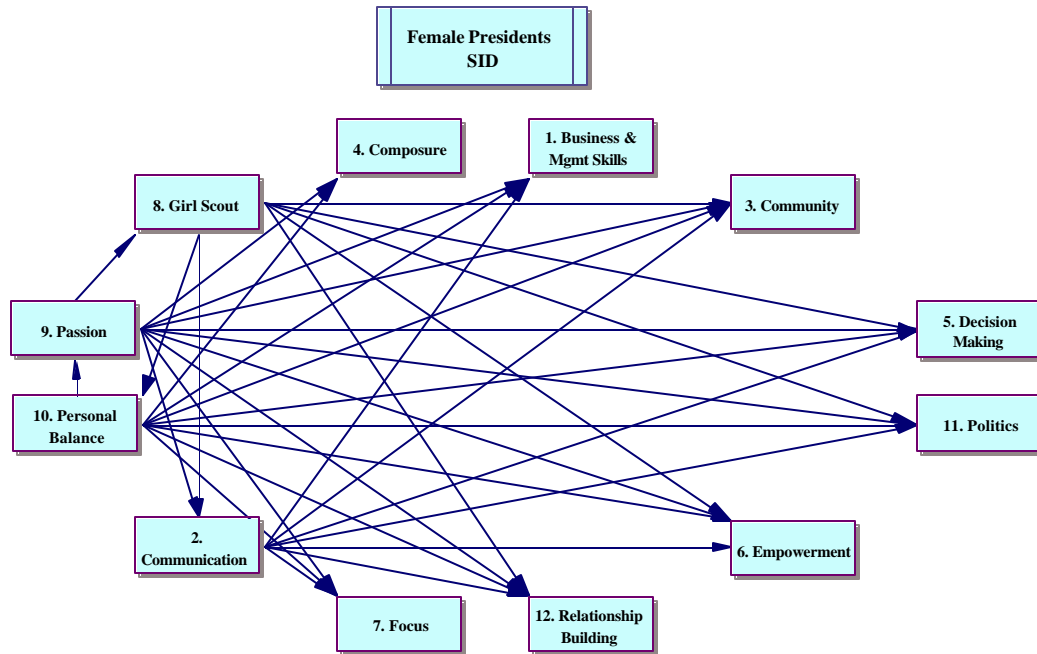 Female Presidents
SID
4. Composure
1. Business &
Mgmt Skills
8. Girl Scout
3. Community
9. Passion
5. Decision
Making
10. Personal
Balance
11. Politics
2.
Communication
6. Empowerment
7. Focus
12. Relationship
Building